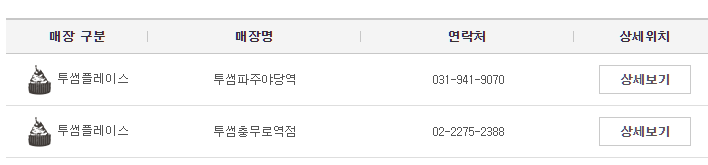 매장 구분 매장명 연락처 상세위치
투썸플레이스 투썸파주야당역 031-941-9070 상세보기
투썸플레이스 투썸충무로역점 02-2275-2388 상세보기